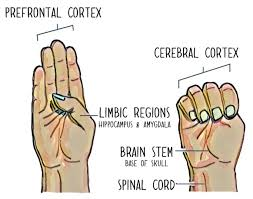 PREFRONTAL CORTEX
CEREBRAL CORTEX
LIMBIC REGIONS
HIPPOCAMPUS & AMYGDALA
BRAIN STEM
BASE OF SKULL
SPINAL CORD